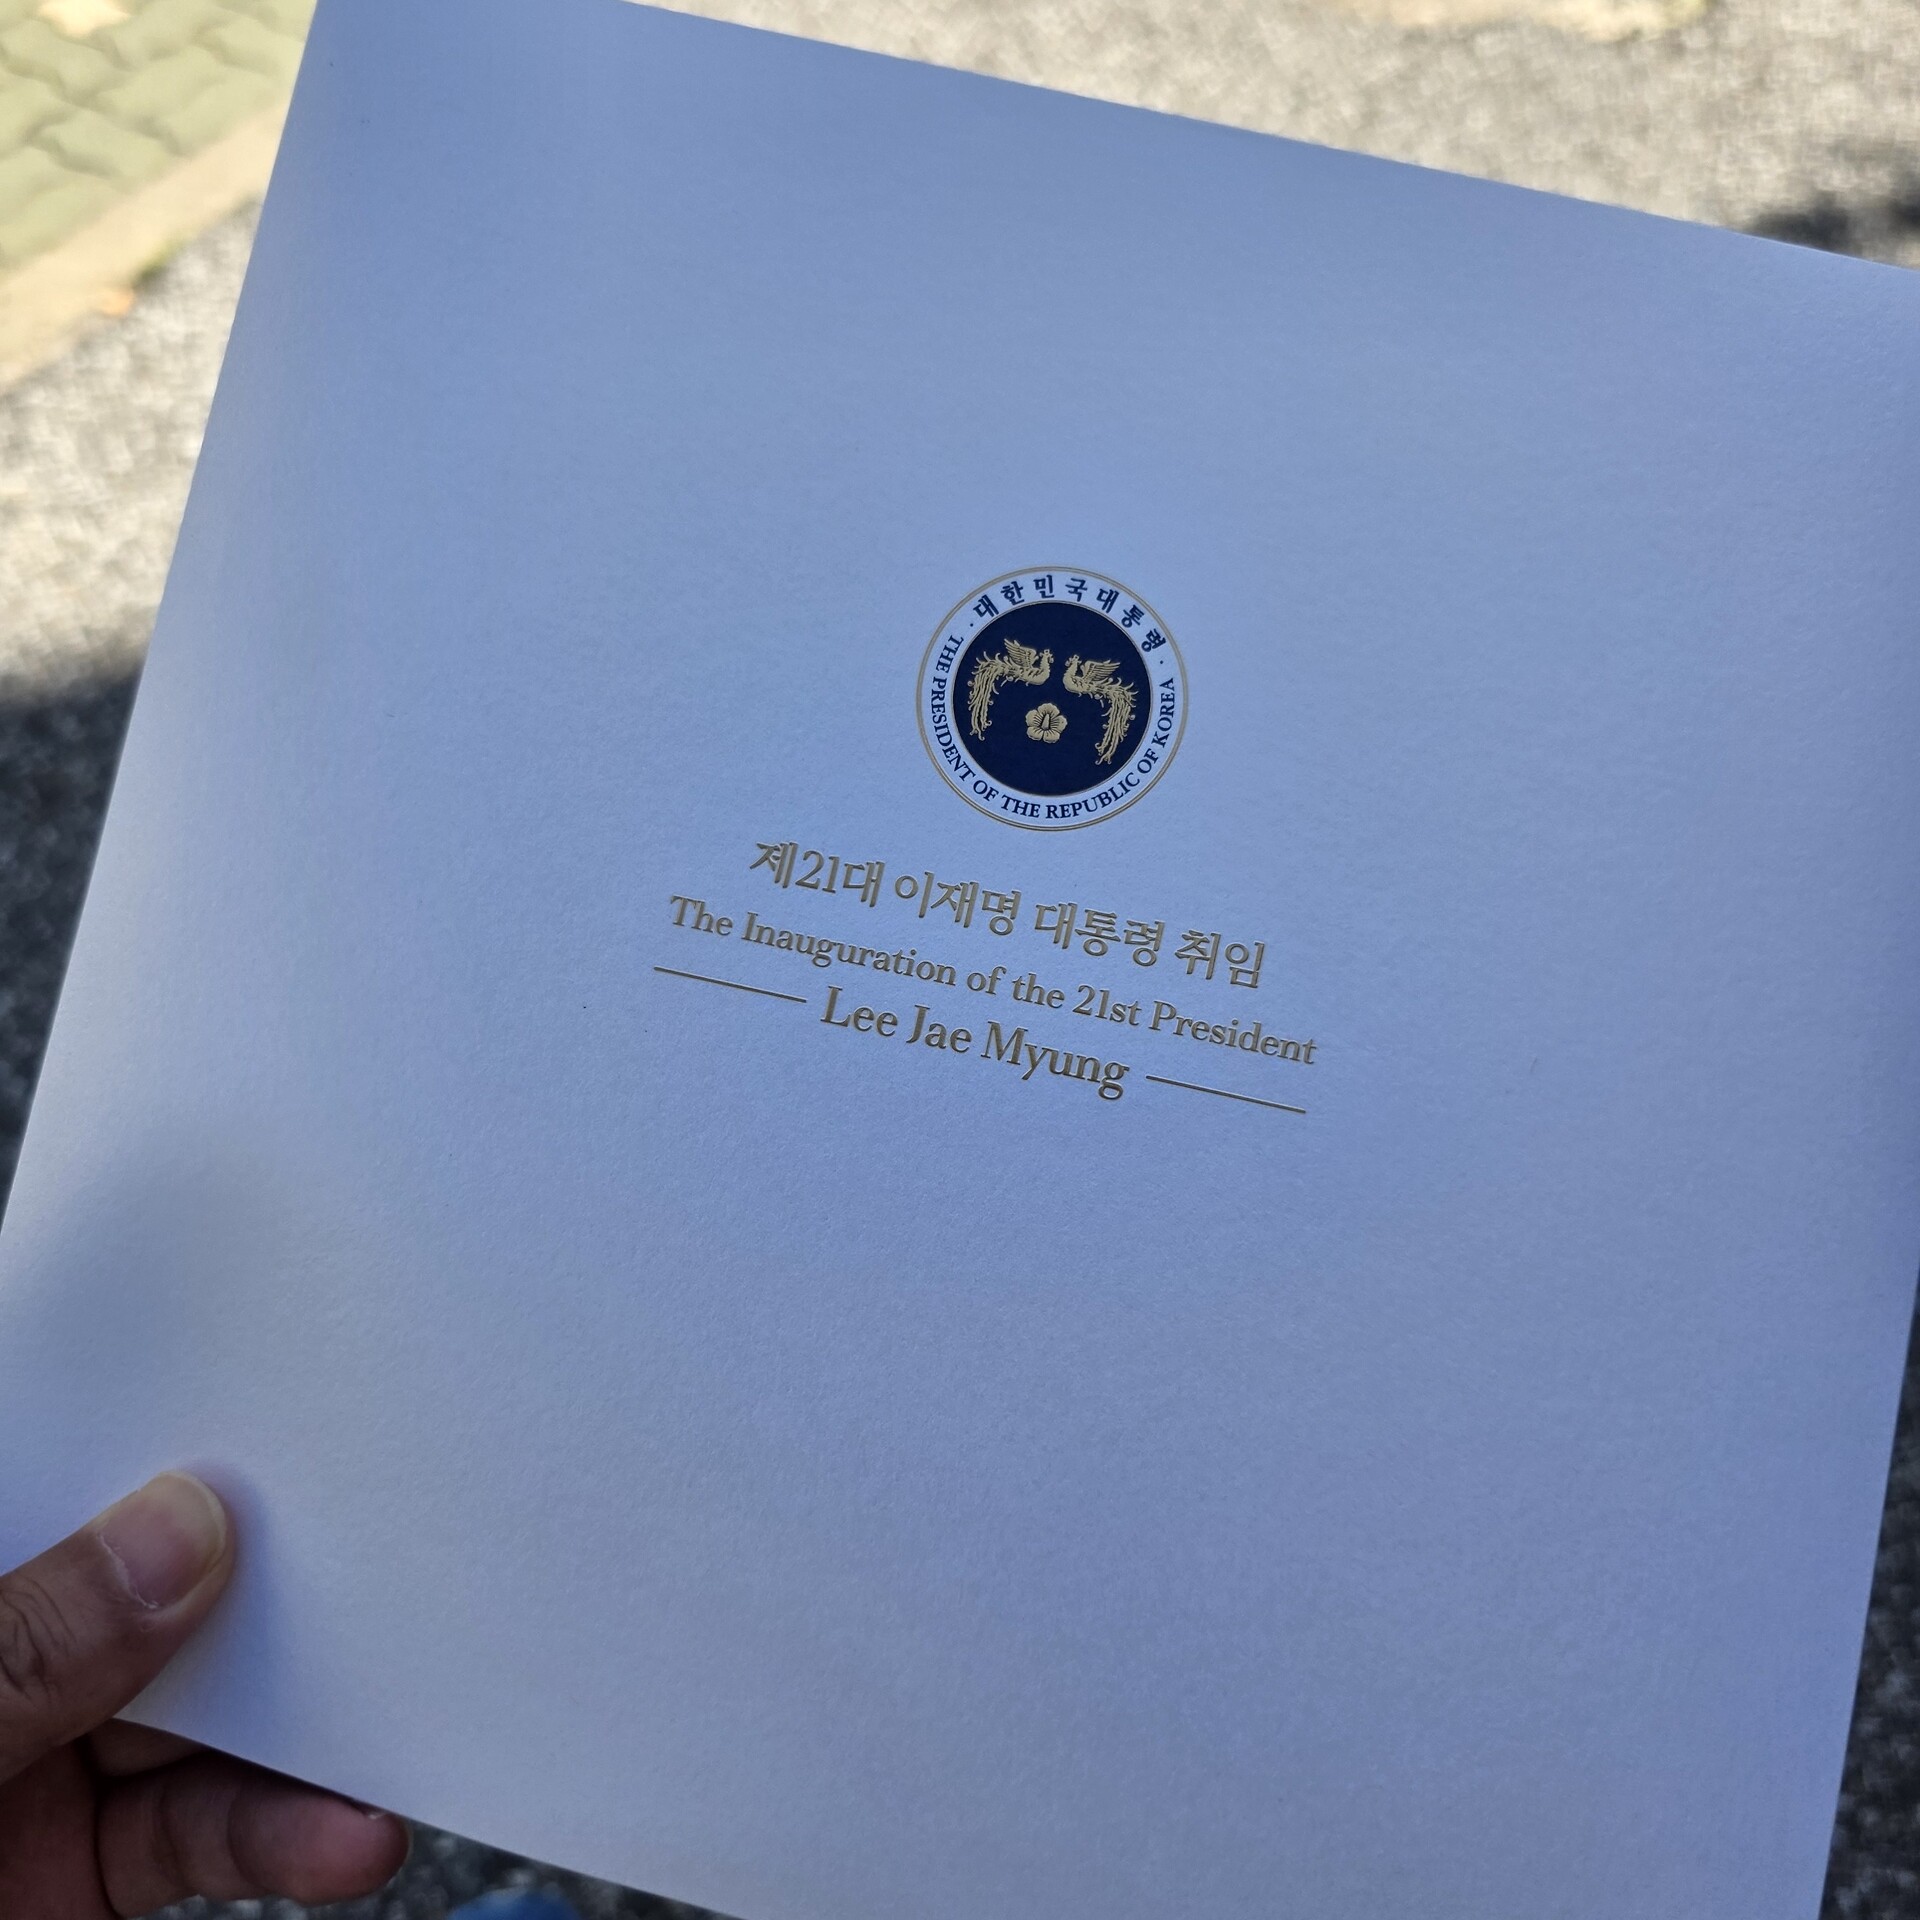 · 대한민국대통령 ·
THE PRESIDENT OF THE REPUBLIC OF KOREA
제21대 이재명 대통령 취임
The Inauguration of the 21st President
Lee Jae Myung